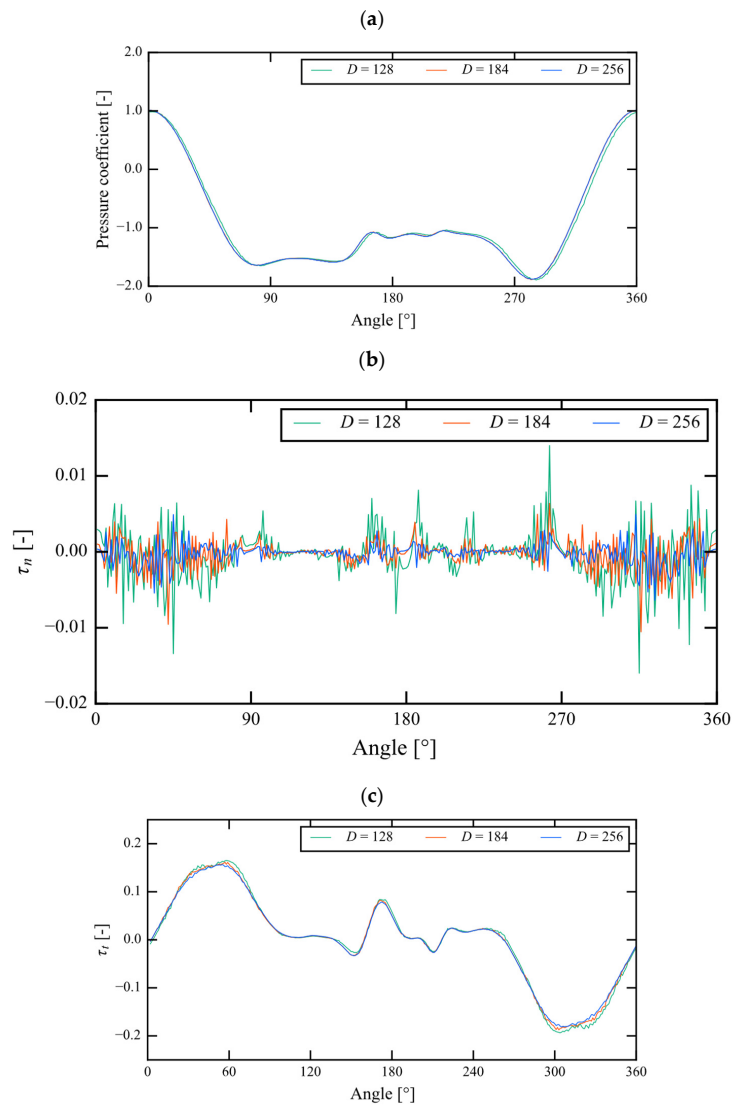 (a)
2.0
D = 128 D = 184 D = 256
1.0
0.0
−1.0
−2.0
Pressure coefficient [-]
0 90 180 270 360
Angle [°]
(b)
0.02
D = 128 D = 184 D = 256
0.01
0.00
−0.01
−0.02
τn [-]
0 90 180 270 360
Angle [°]
(c)
D = 128 D = 184 D = 256
0.2
0.1
0.0
−0.1
−0.2
τt [-]
0 60 120 180 240 300 360
Angle [°]